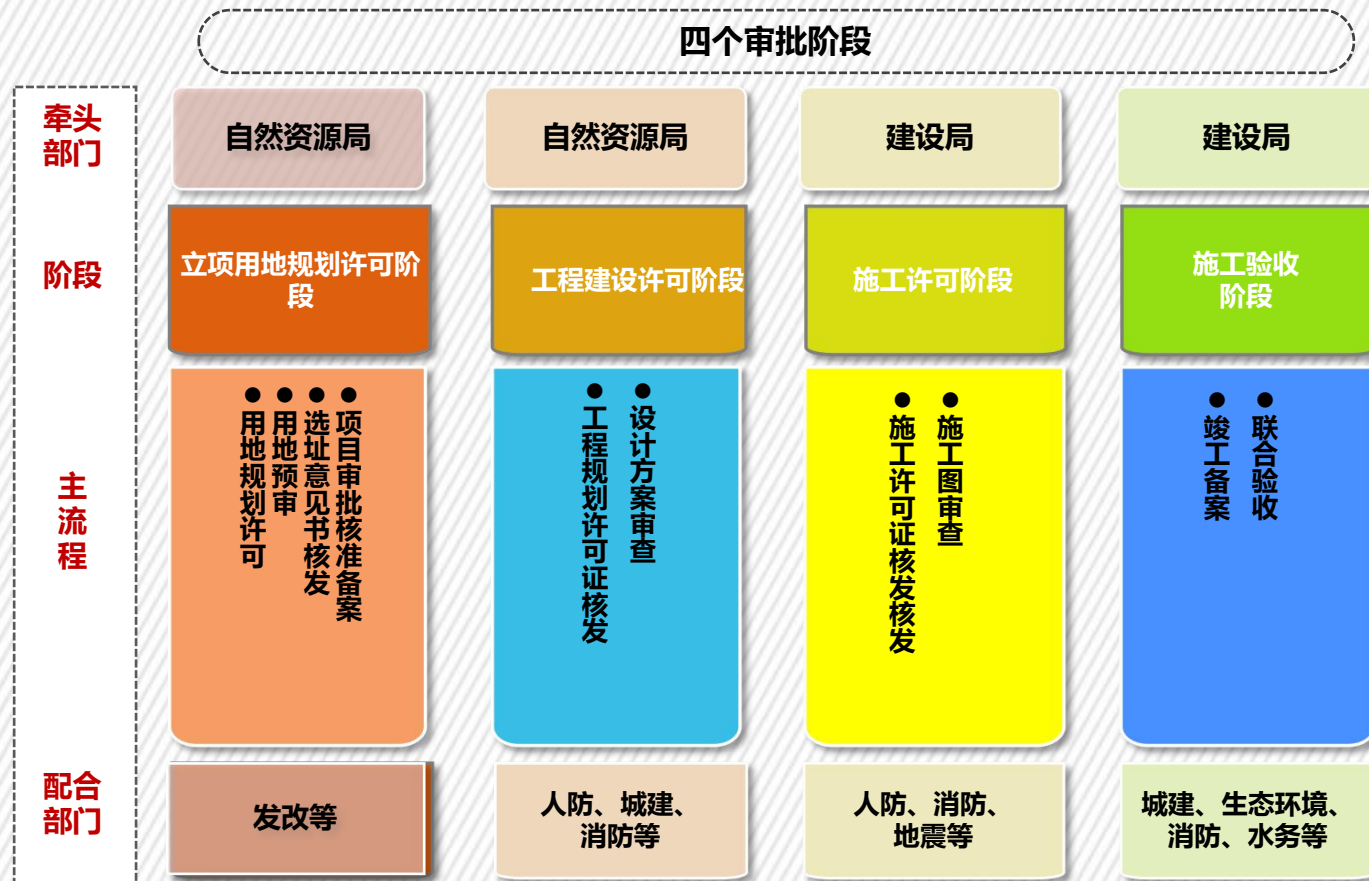 四个审批阶段
牵头
部门
自然资源局
自然资源局
建设局
建设局
阶段
立项用地规划许可阶
段
工程建设许可阶段
施工许可阶段
施工验收
阶段
主
流
程
● 项目审批核准备案
● 选址意见书核发
● 用地预审
● 用地规划许可
● 设计方案审查
● 工程规划许可证核发
● 施工图审查
● 施工许可证核发核发
● 联合验收
● 竣工备案
配合
部门
发改等
人防、城建、
消防等
人防、消防、
地震等
城建、生态环境、
消防、水务等